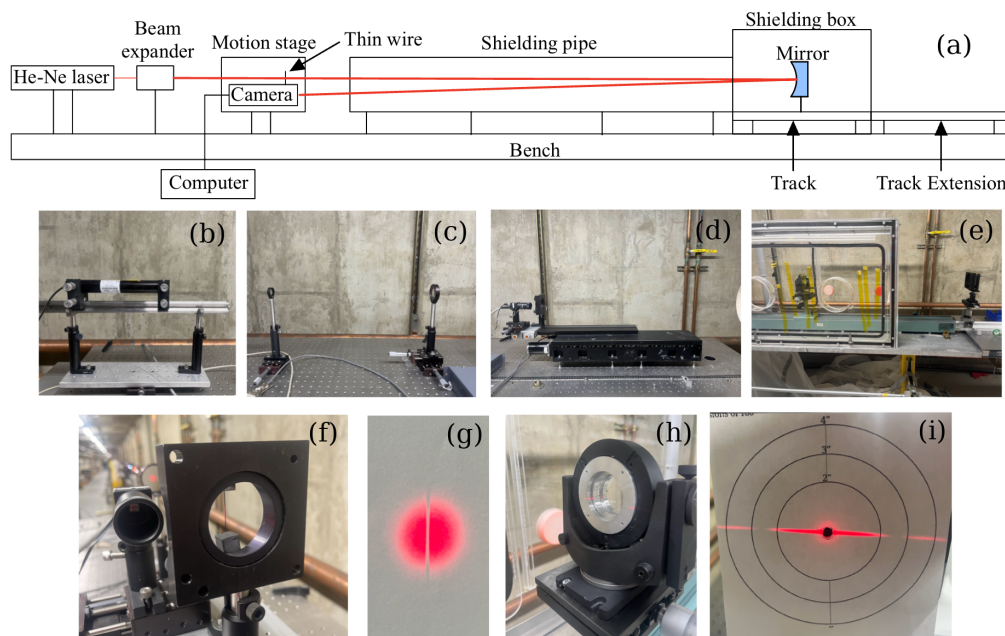 Shielding box
(a)
Beam
expander
Motion stage
Thin wire
Shielding pipe
Mirror
He-Ne laser
Camera
Bench
Computer
Track
Track Extension
(b)
(c)
(d)
(e)
(f)
(g)
(h)
(i)
4"
3"
2"